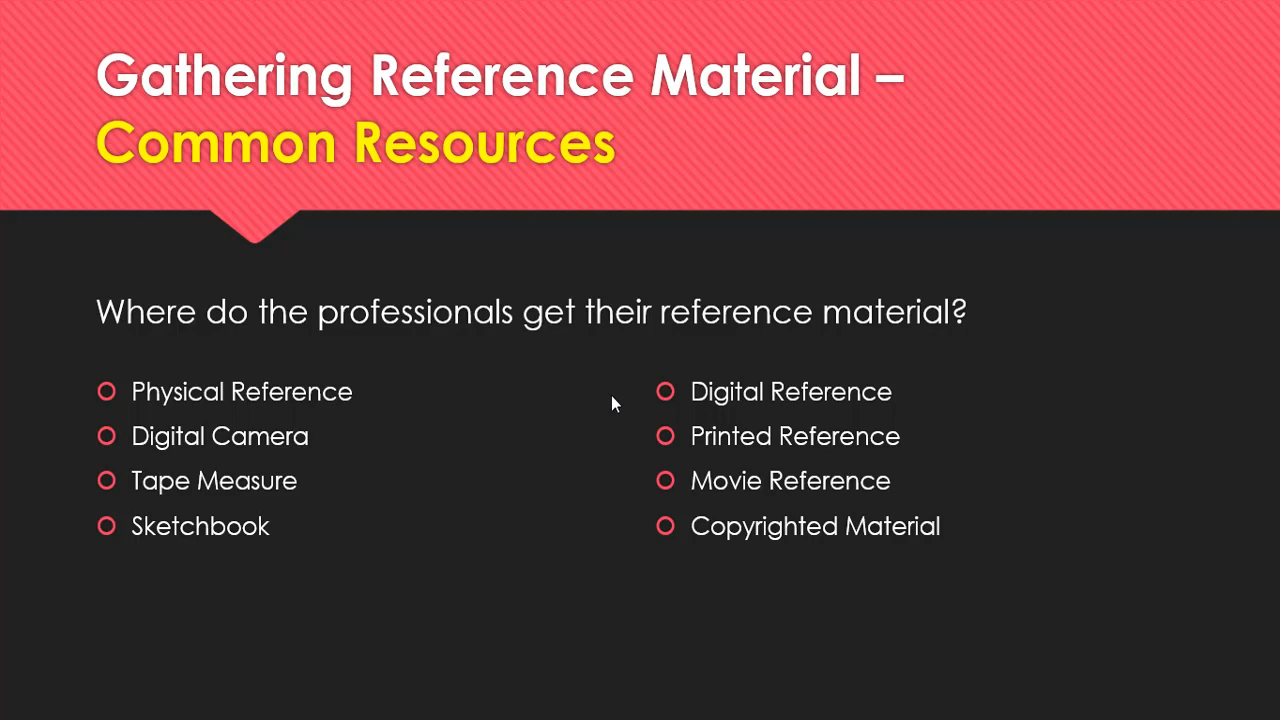 Gathering Reference Material –
Common Resources
Where do the professionals get their reference material?
Physical Reference
Digital Camera
Tape Measure
Sketchbook
Digital Reference
Printed Reference
Movie Reference
Copyrighted Material